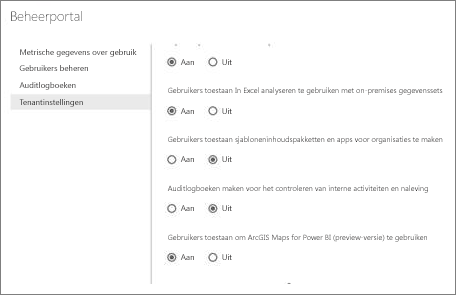 Beheerportal
Metrische gegevens over gebruik
Gebruikers beheren
Auditlogboeken
Tenantinstellingen
Aan Uit
Gebruikers toestaan In Excel analyseren te gebruiken met on-premises gegevenssets
Aan Uit
Gebruikers toestaan sjablooninhoudspakketten en apps voor organisaties te maken
Aan Uit
Auditlogboeken maken voor het controleren van interne activiteiten en naleving
Aan Uit
Gebruikers toestaan om ArcGIS Maps for Power BI (preview-versie) te gebruiken
Aan Uit